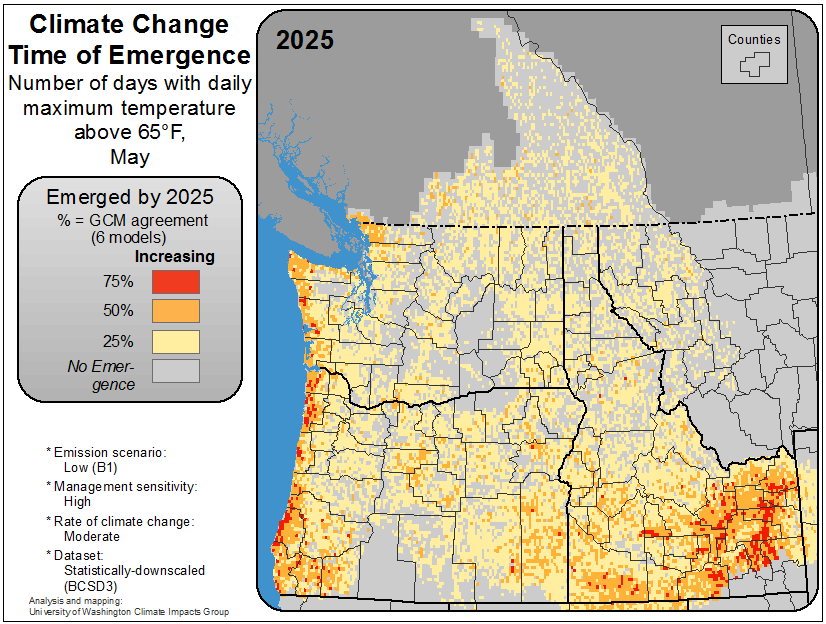 Climate Change
Time of Emergence
Number of days with daily
maximum temperature
above 65°F,
May
Emerged by 2025
% = GCM agreement
(6 models)
Increasing
75%
50%
25%
No Emer-
gence
* Emission scenario:
Low (B1)
* Management sensitivity:
High
* Rate of climate change:
Moderate
* Dataset:
Statistically-downscaled
(BCSD3)
Analysis and mapping:
University of Washington Climate Impacts Group
2025
Counties